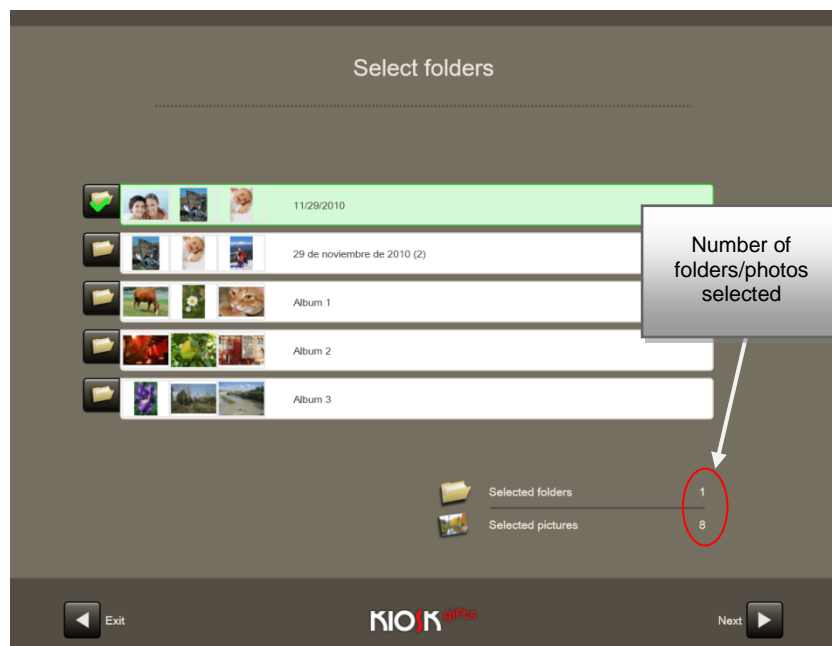 Select folders
11/29/2010
29 de noviembre de 2010 (2)
Album 1
Album 2
Album 3
Number of
folders/photos
selected
Selected folders 1
Selected pictures 8
Exit
KIOSK gifts
Next